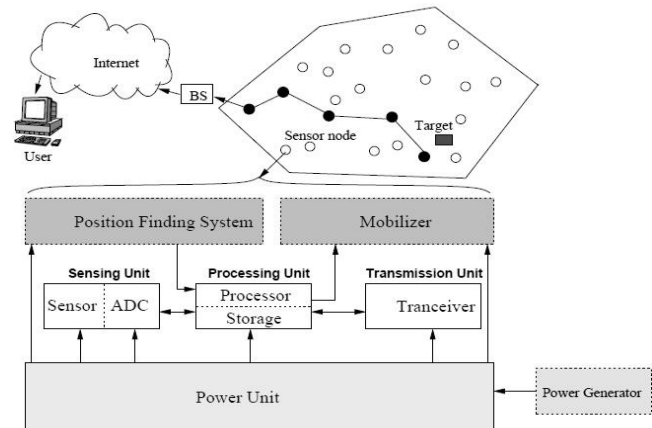 Internet
BS
User
Sensor node
Target
Position Finding System
Mobilizer
Sensing Unit
Processing Unit
Transmission Unit
Sensor
ADC
Processor
Storage
Tranceiver
Power Unit
Power Generator